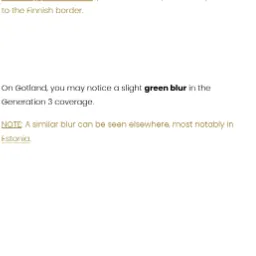 to the Finnish border.
On Gotland, you may notice a slight green blur in the
Generation 3 coverage.
NOTE: A similar blur can be seen elsewhere, most notably in
Estonia.